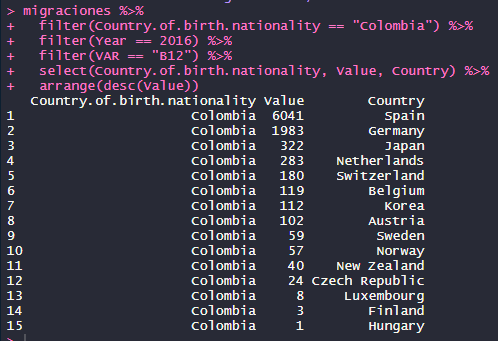 > migraciones %>%
+   filter(Country.of.birth.nationality == "Colombia") %>%
+   filter(Year == 2016) %>%
+   filter(VAR == "B12") %>%
+   select(Country.of.birth.nationality, Value, Country) %>%
+   arrange(desc(Value))
   Country.of.birth.nationality Value        Country
1                      Colombia  6041          Spain
2                      Colombia  1983        Germany
3                      Colombia   322          Japan
4                      Colombia   283    Netherlands
5                      Colombia   180    Switzerland
6                      Colombia   119        Belgium
7                      Colombia   112          Korea
8                      Colombia   102        Austria
9                      Colombia    59         Sweden
10                     Colombia    57         Norway
11                     Colombia    40    New Zealand
12                     Colombia    24 Czech Republic
13                     Colombia     8     Luxembourg
14                     Colombia     3        Finland
15                     Colombia     1        Hungary
>